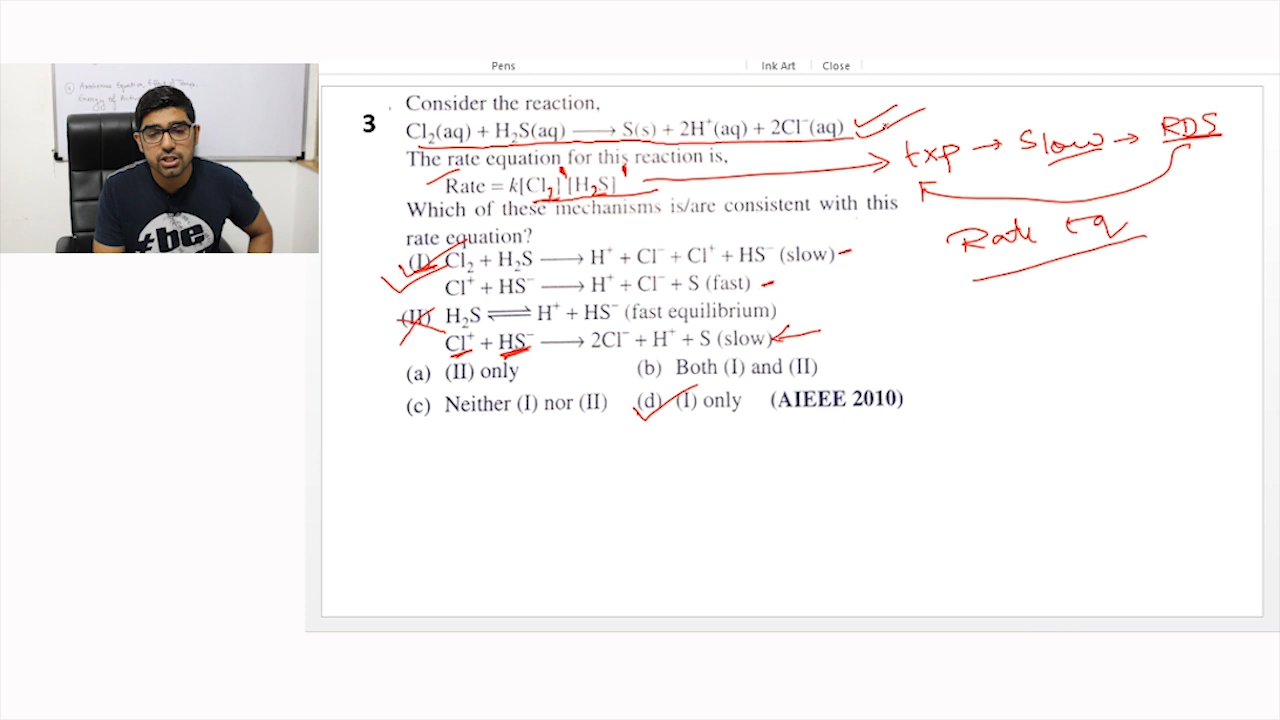 Pens Ink Art Close
3
Consider the reaction,
Cl₂(aq) + H₂S(aq) ⟶ S(s) + 2H⁺(aq) + 2Cl⁻(aq)
The rate equation for this reaction is,
Rate = k[Cl₂]¹[H₂S]¹
Which of these mechanisms is/are consistent with this
rate equation?
(I) Cl₂ + H₂S ⟶ H⁺ + Cl⁻ + Cl⁺ + HS⁻ (slow)
Cl⁺ + HS⁻ ⟶ H⁺ + Cl⁻ + S (fast)
(II) H₂S ⇌ H⁺ + HS⁻ (fast equilibrium)
Cl⁺ + HS⁻ ⟶ 2Cl⁻ + H⁺ + S (slow)
(a) (II) only (b) Both (I) and (II)
(c) Neither (I) nor (II) (d) (I) only (AIEEE 2010)
Exp → Slow → RDS
Rate Eq
#be